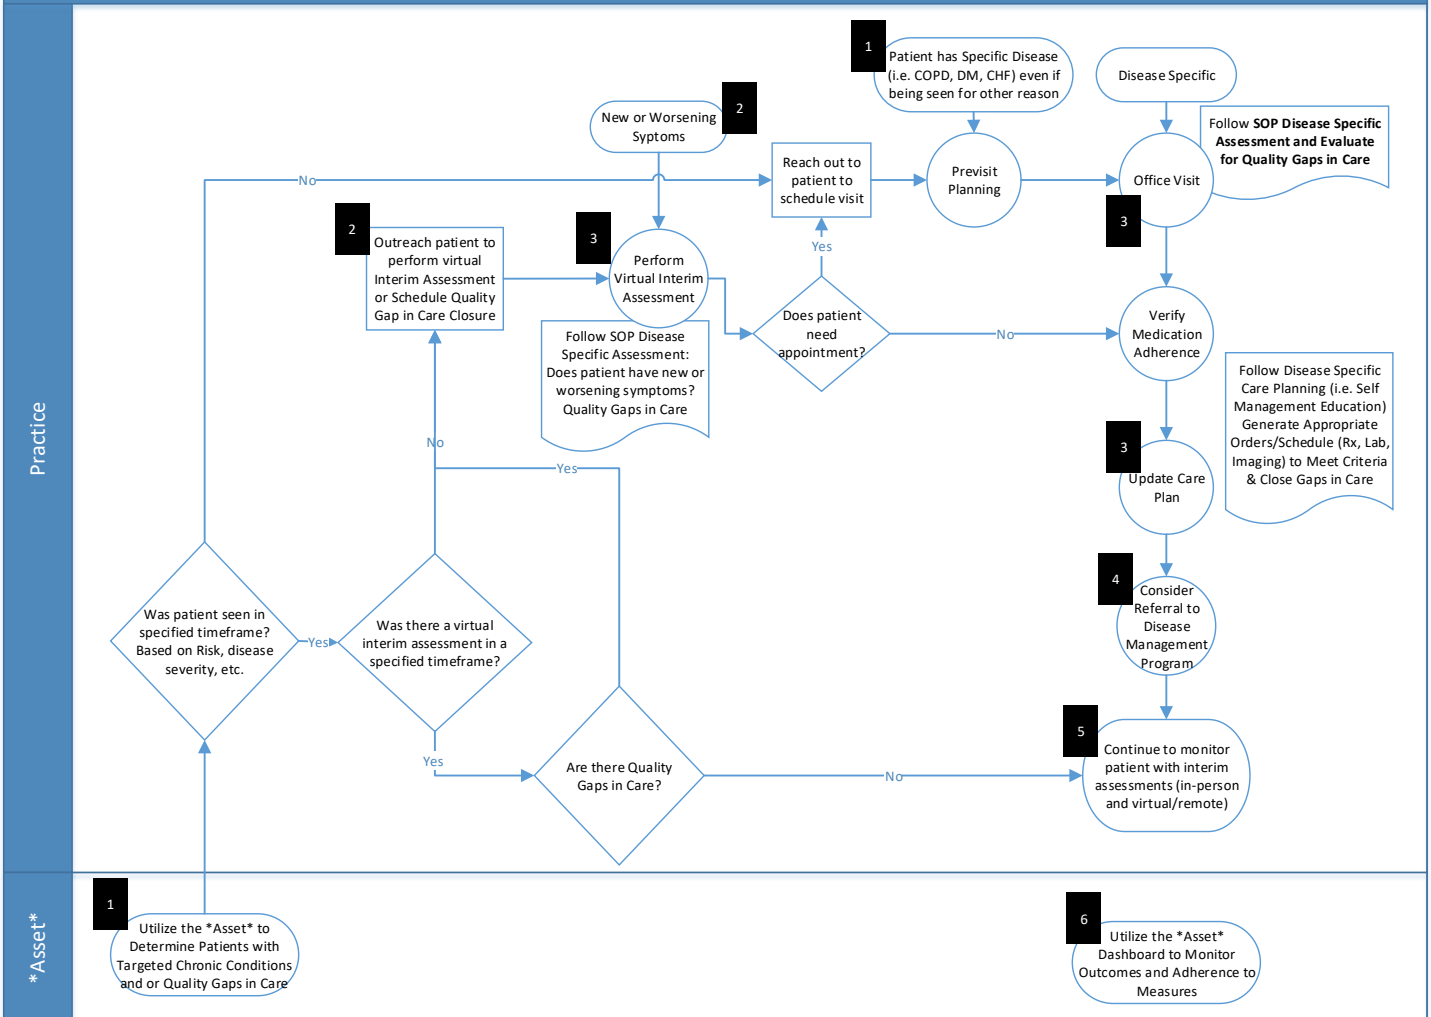 Practice
*Asset*
1
Patient has Specific Disease
(i.e. COPD, DM, CHF) even if
being seen for other reason
Disease Specific
2
New or Worsening
Syptoms
Follow SOP Disease Specific
Assessment and Evaluate
for Quality Gaps in Care
No
Reach out to
patient to
schedule visit
Previsit
Planning
Office Visit
3
2
Outreach patient to
perform virtual
Interim Assessment
or Schedule Quality
Gap in Care Closure
3
Perform
Virtual Interim
Assessment
Yes
Follow SOP Disease
Specific Assessment:
Does patient have new or
worsening symptoms?
Quality Gaps in Care
Does patient
need
appointment?
No
Verify
Medication
Adherence
Follow Disease Specific
Care Planning (i.e. Self
Management Education)
Generate Appropriate
Orders/Schedule (Rx, Lab,
Imaging) to Meet Criteria
& Close Gaps in Care
No
Yes
3
Update Care
Plan
4
Consider
Referral to
Disease
Management
Program
Was patient seen in
specified timeframe?
Based on Risk, disease
severity, etc.
Yes
Was there a virtual
interim assessment in a
specified timeframe?
Yes
Are there Quality
Gaps in Care?
No
5
Continue to monitor
patient with interim
assessments (in-person
and virtual/remote)
1
Utilize the *Asset* to
Determine Patients with
Targeted Chronic Conditions
and or Quality Gaps in Care
6
Utilize the *Asset*
Dashboard to Monitor
Outcomes and Adherence to
Measures